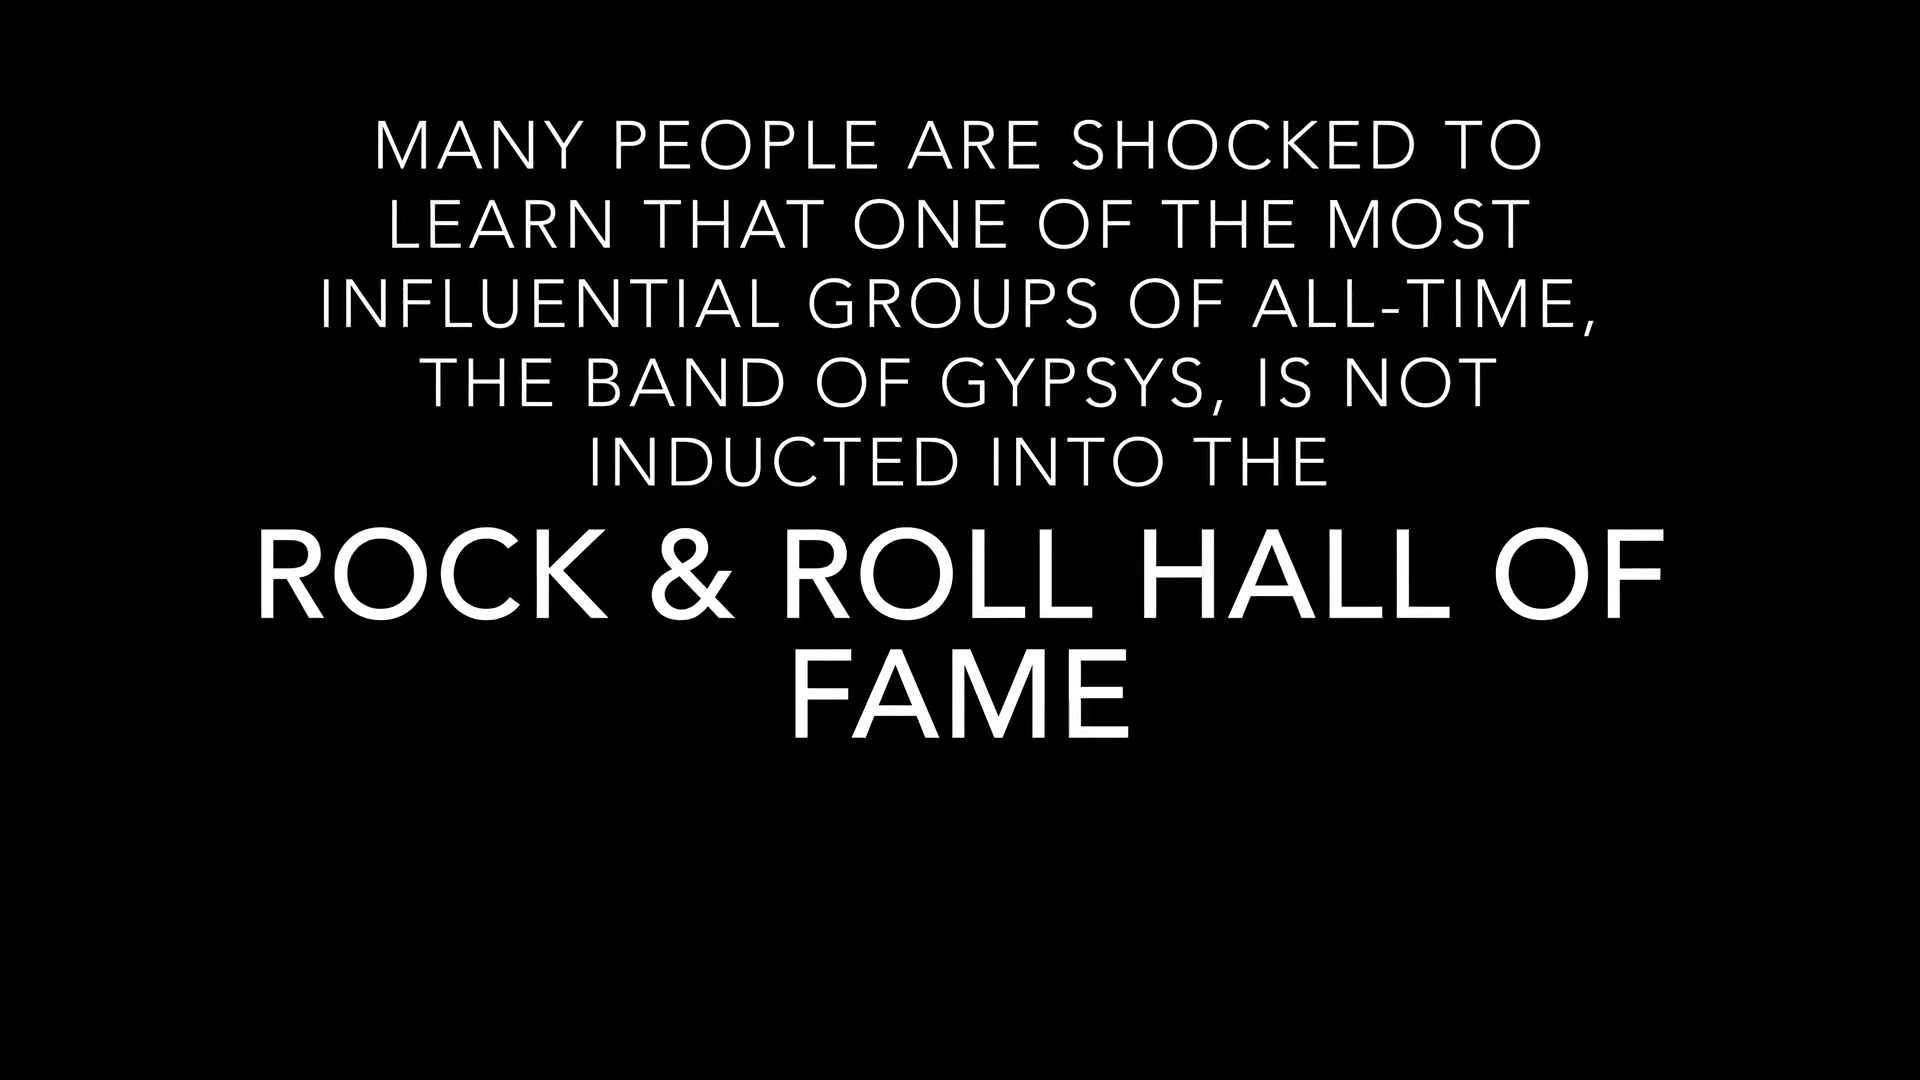 MANY PEOPLE ARE SHOCKED TO
LEARN THAT ONE OF THE MOST
INFLUENTIAL GROUPS OF ALL-TIME,
THE BAND OF GYPSYS, IS NOT
INDUCTED INTO THE
ROCK & ROLL HALL OF
FAME